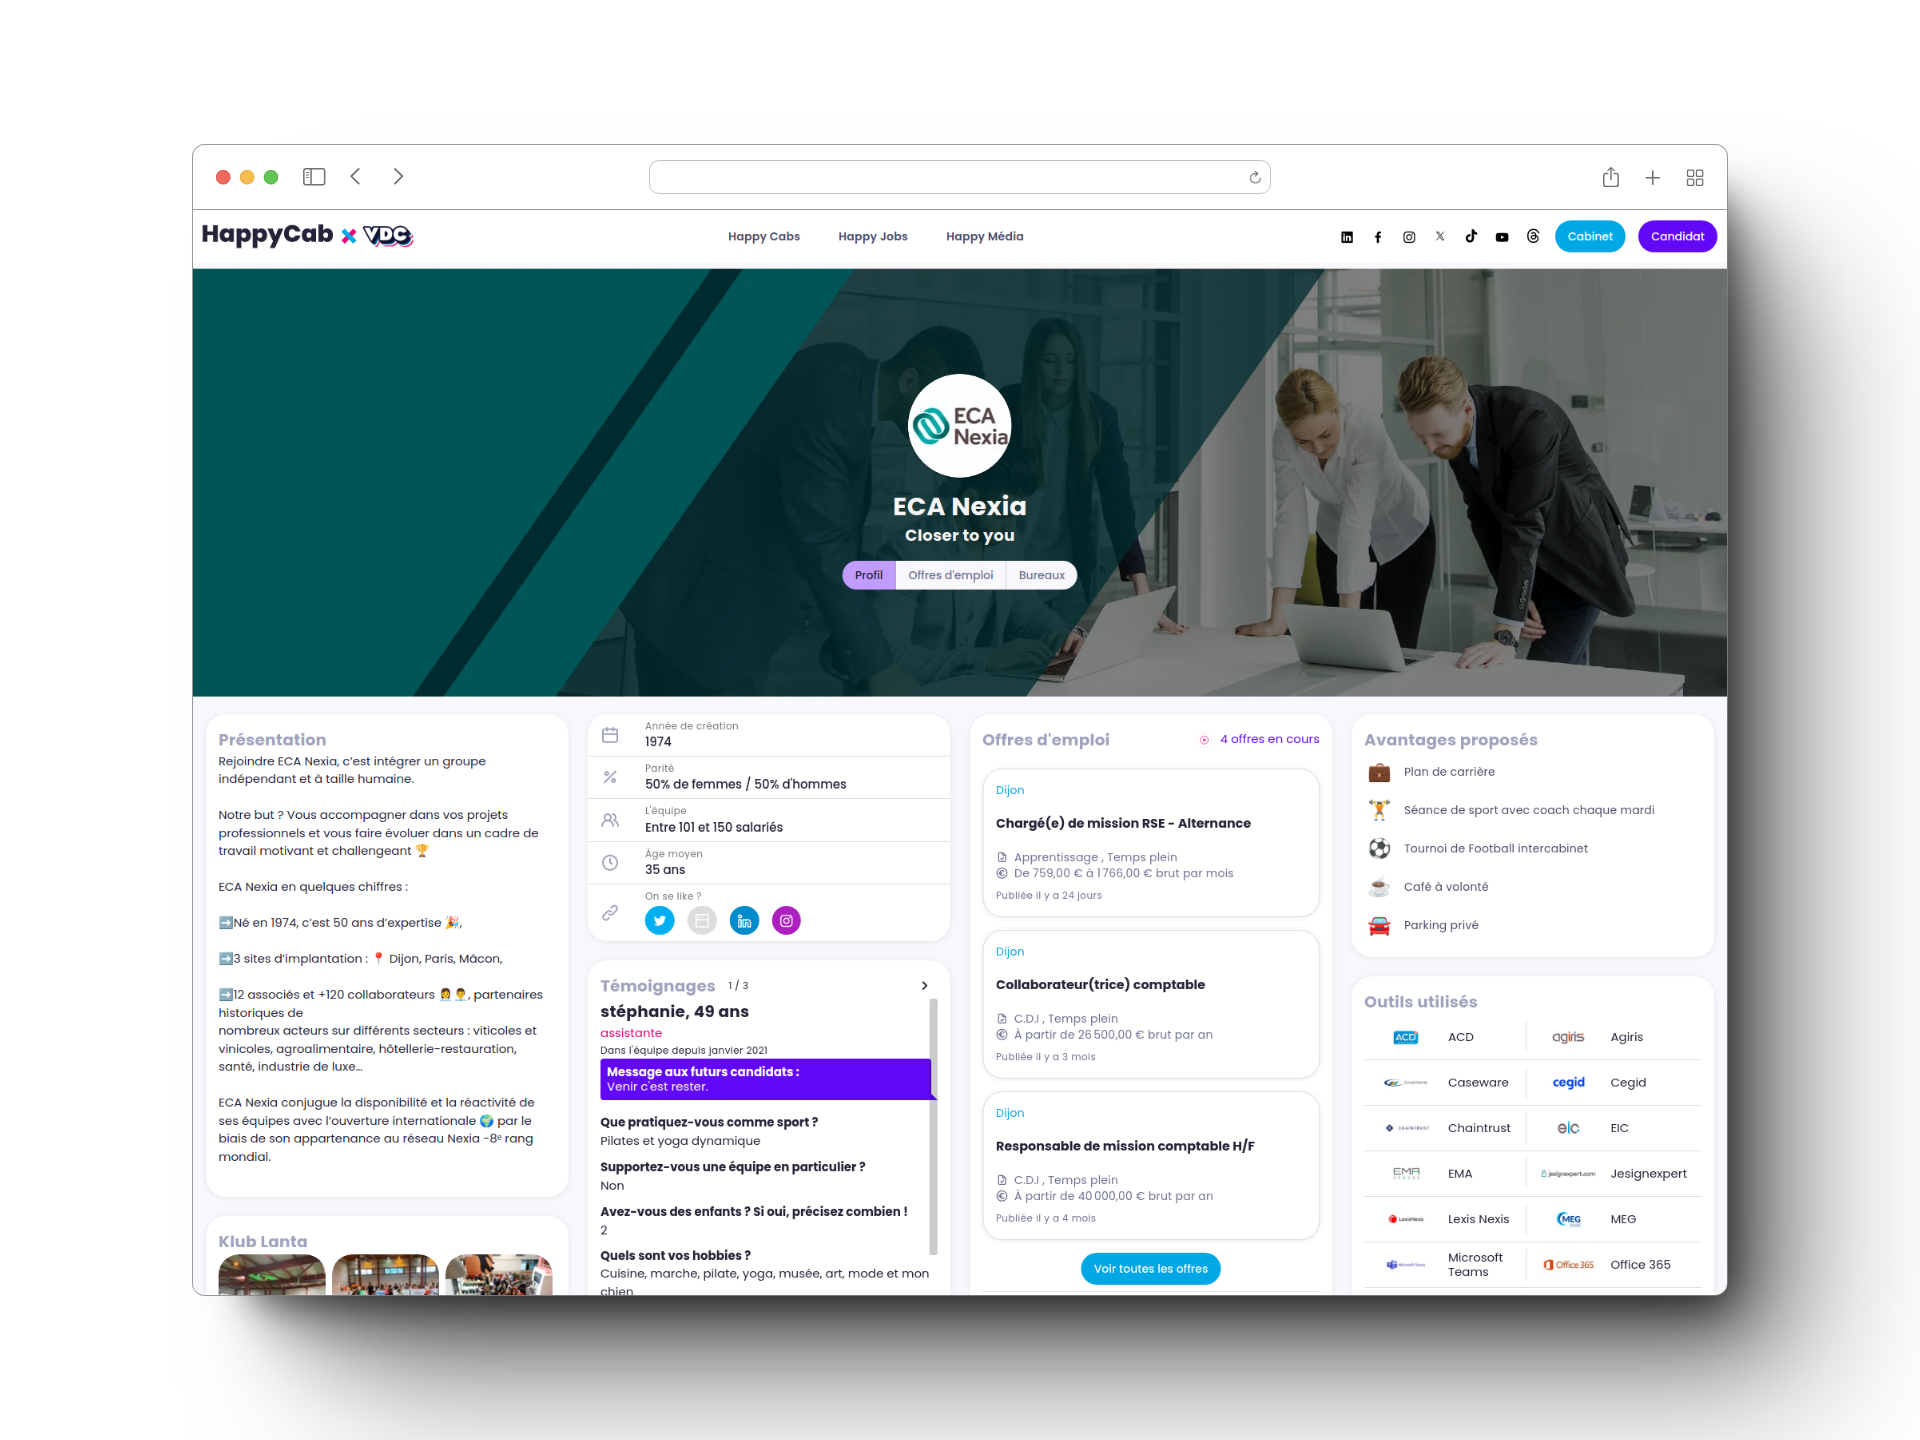 HappyCab x VDC
Happy Cabs
Happy Jobs
Happy Média
Cabinet
Candidat
ECA
Nexia
ECA Nexia
Closer to you
Profil
Offres d'emploi
Bureaux
Présentation
Rejoindre ECA Nexia, c'est intégrer un groupe
indépendant et à taille humaine.
Notre but ? Vous accompagner dans vos projets
professionnels et vous faire évoluer dans un cadre de
travail motivant et challengeant 🏆
ECA Nexia en quelques chiffres :
➡️Né en 1974, c'est 50 ans d'expertise 🎉,
➡️3 sites d'implantation : 📍 Dijon, Paris, Mâcon,
➡️12 associés et +120 collaborateurs 👩‍💼👨‍💼, partenaires
historiques de
nombreux acteurs sur différents secteurs : viticoles et
vinicoles, agroalimentaire, hôtellerie-restauration,
santé, industrie de luxe…
ECA Nexia conjugue la disponibilité et la réactivité de
ses équipes avec l'ouverture internationale 🌍 par le
biais de son appartenance au réseau Nexia -8ᵉ rang
mondial.
Klub Lanta
Année de création
1974
Parité
50% de femmes / 50% d'hommes
L'équipe
Entre 101 et 150 salariés
Âge moyen
35 ans
On se like ?
Témoignages 1 / 3
stéphanie, 49 ans
assistante
Dans l'équipe depuis janvier 2021
Message aux futurs candidats :
Venir c'est rester.
Que pratiquez-vous comme sport ?
Pilates et yoga dynamique
Supportez-vous une équipe en particulier ?
Non
Avez-vous des enfants ? Si oui, précisez combien !
2
Quels sont vos hobbies ?
Cuisine, marche, pilate, yoga, musée, art, mode et mon
chien
Offres d'emploi
4 offres en cours
Dijon
Chargé(e) de mission RSE - Alternance
Apprentissage , Temps plein
De 759,00 € à 1 766,00 € brut par mois
Publiée il y a 24 jours
Dijon
Collaborateur(trice) comptable
C.D.I , Temps plein
À partir de 26 500,00 € brut par an
Publiée il y a 3 mois
Dijon
Responsable de mission comptable H/F
C.D.I , Temps plein
À partir de 40 000,00 € brut par an
Publiée il y a 4 mois
Voir toutes les offres
Avantages proposés
Plan de carrière
Séance de sport avec coach chaque mardi
Tournoi de Football intercabinet
Café à volonté
Parking privé
Outils utilisés
ACD ACD
agiris Agiris
Caseware
cegid Cegid
CHAINTRUST Chaintrust
eic EIC
EMA EMA
jesignexpert.com Jesignexpert
LexisNexis Lexis Nexis
MEG MEG
Microsoft Teams Microsoft
Teams
Office 365 Office 365